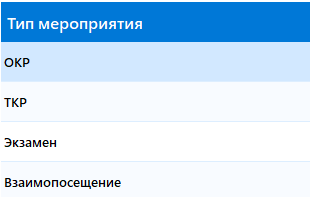 Тип мероприятия
ОКР
ТКР
Экзамен
Взаимопосещение